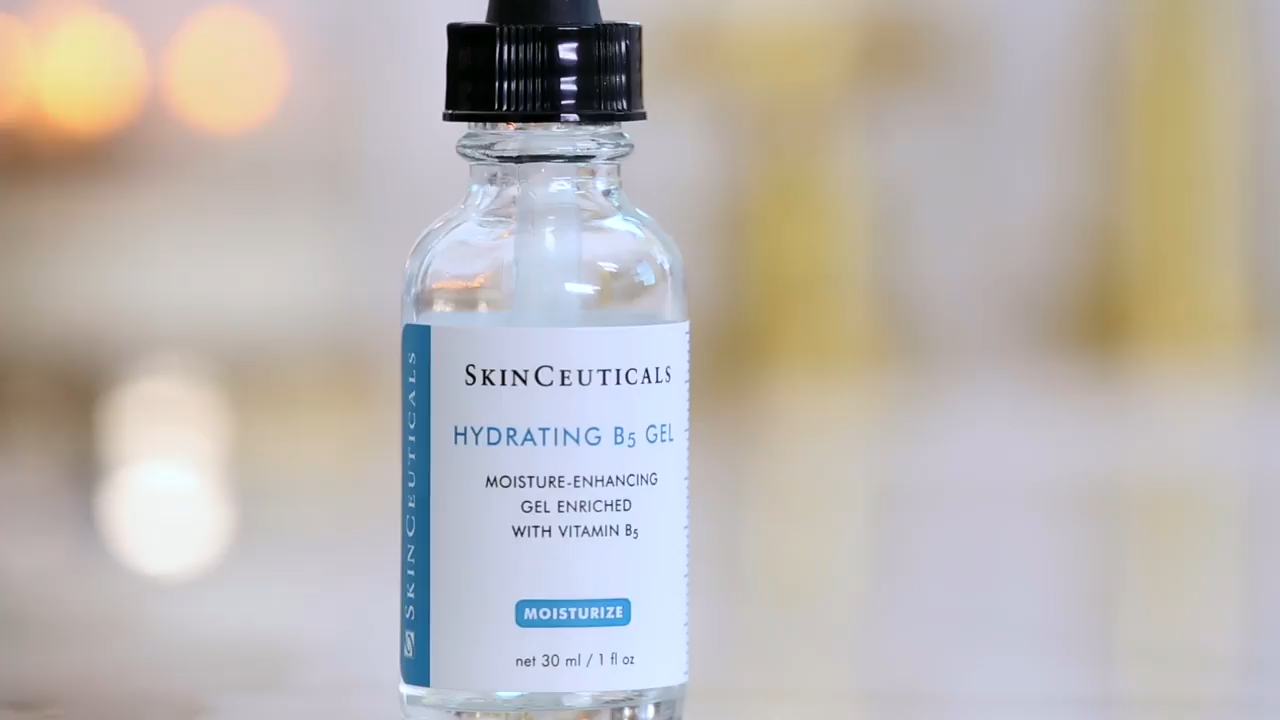 SKINCEUTICALS
SKINCEUTICALS
HYDRATING B5 GEL
MOISTURE-ENHANCING
GEL ENRICHED
WITH VITAMIN B5
MOISTURIZE
net 30 ml / 1 fl oz